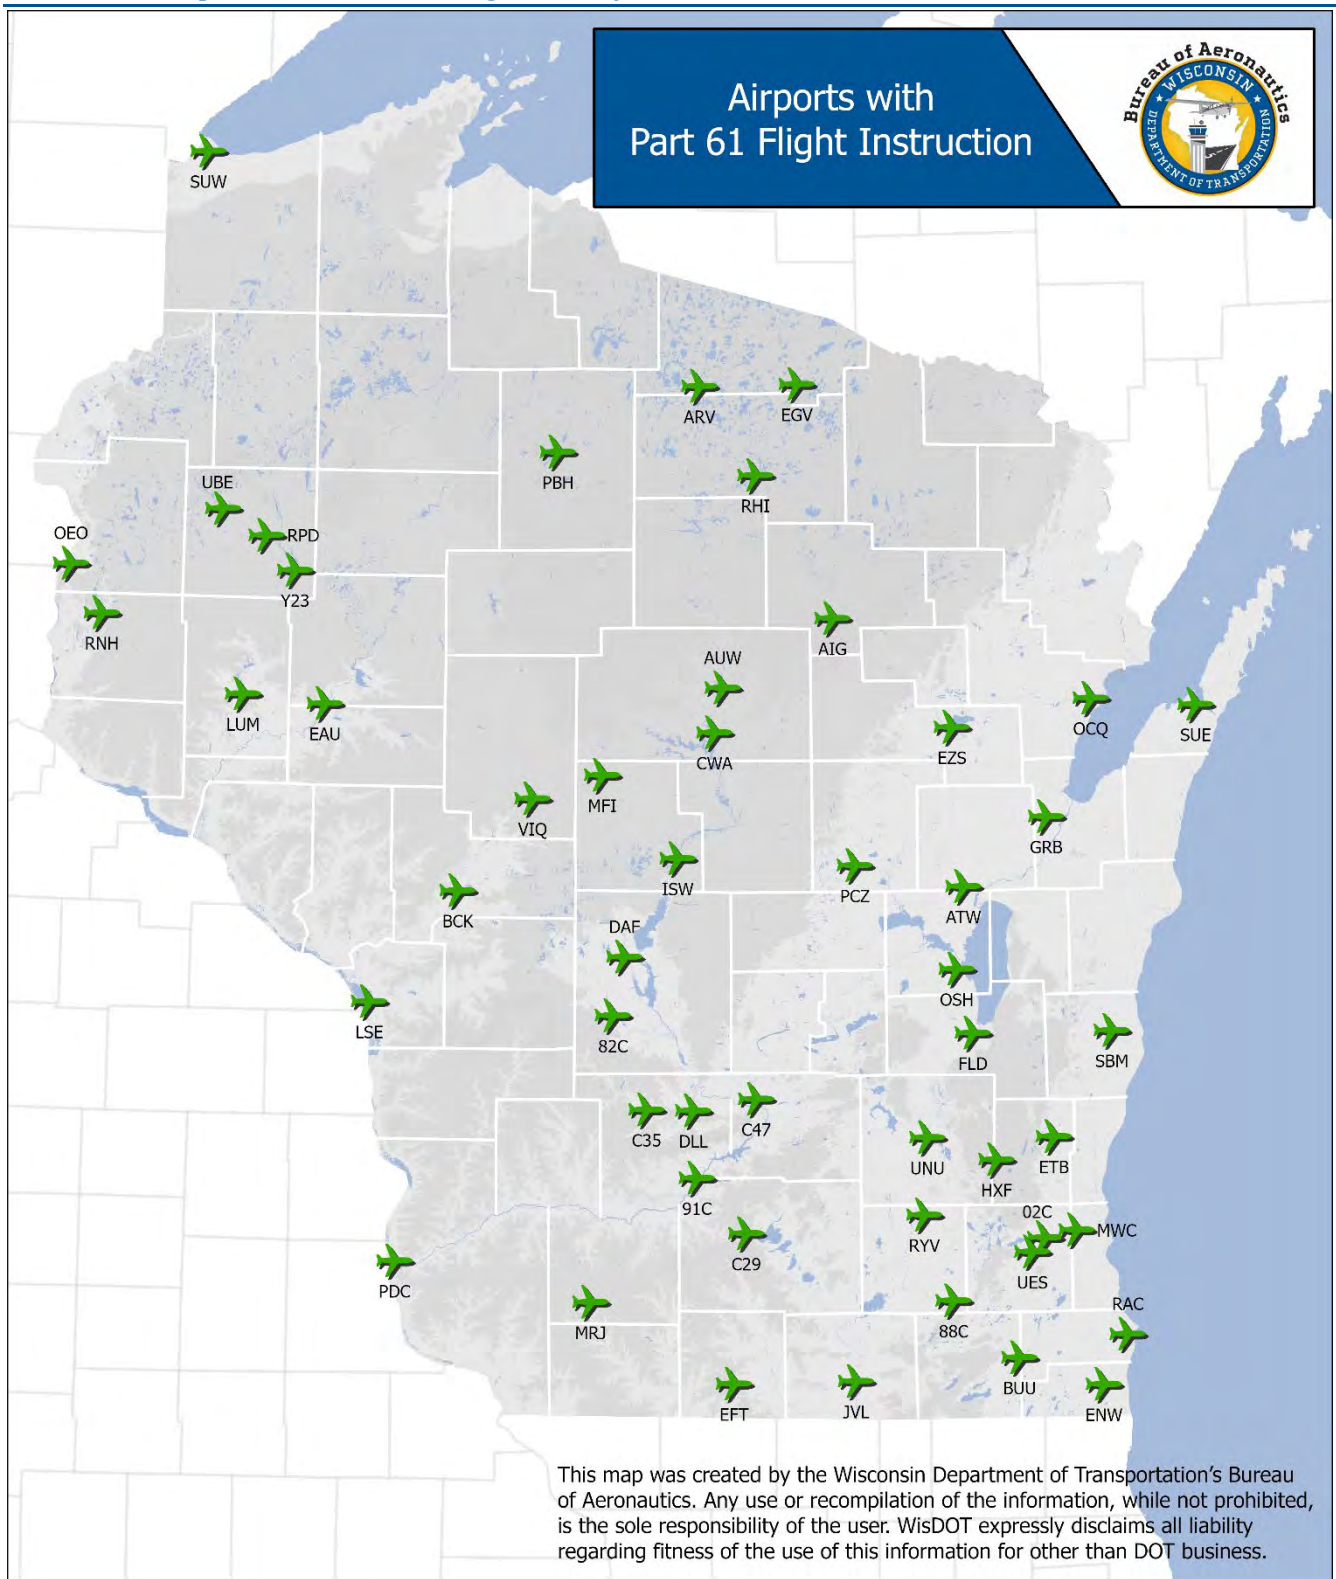 Airports with
Part 61 Flight Instruction
Bureau of Aeronautics
WISCONSIN
DEPARTMENT OF TRANSPORTATION
SUW
ARV
EGV
PBH
RHI
UBE
RPD
OEO
Y23
RNH
AIG
AUW
LUM
EAU
OCQ
SUE
CWA
EZS
MFI
VIQ
GRB
ISW
PCZ
ATW
BCK
DAF
OSH
LSE
82C
FLD
SBM
C35
DLL
C47
UNU
HXF
ETB
91C
02C
MWC
RYV
C29
UES
PDC
MRJ
88C
RAC
BUU
EFT
JVL
ENW
This map was created by the Wisconsin Department of Transportation's Bureau
of Aeronautics. Any use or recompilation of the information, while not prohibited,
is the sole responsibility of the user. WisDOT expressly disclaims all liability
regarding fitness of the use of this information for other than DOT business.